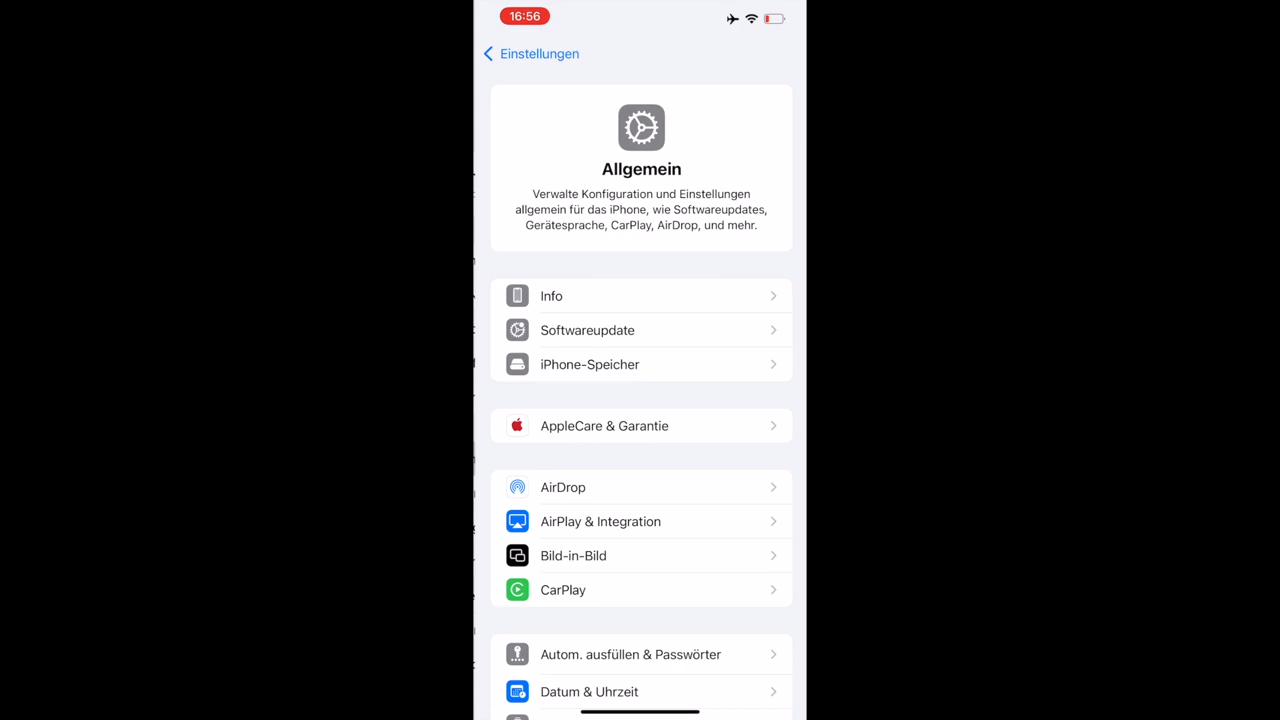 16:56
Einstellungen
Allgemein
Verwalte Konfiguration und Einstellungen
allgemein für das iPhone, wie Softwareupdates,
Gerätesprache, CarPlay, AirDrop, und mehr.
Info
Softwareupdate
iPhone-Speicher
AppleCare & Garantie
AirDrop
AirPlay & Integration
Bild-in-Bild
CarPlay
Autom. ausfüllen & Passwörter
Datum & Uhrzeit